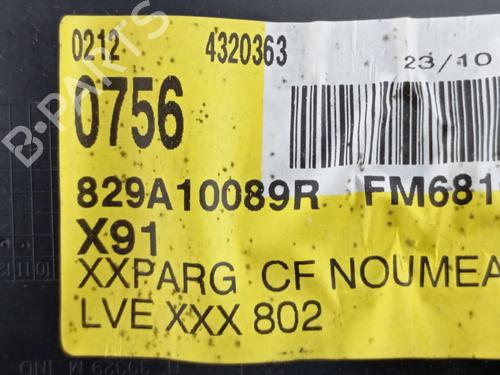 0212 4320363
23/10
0756
829A10089R FM681
X91
XXPARG CF NOUMEA
LVE XXX 802
B-PARTS